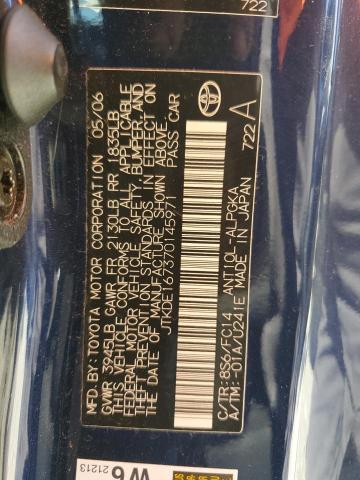 MFD. BY: TOYOTA MOTOR CORPORATION 05/06
GVWR 3945LB GAWR FR 2130LB RR 1835LB
THIS VEHICLE CONFORMS TO ALL APPLICABLE
FEDERAL MOTOR VEHICLE SAFETY, BUMPER, AND
THEFT PREVENTION STANDARDS IN EFFECT ON
THE DATE OF MANUFACTURE SHOWN ABOVE.
JTKDE167370145971 PASS CAR
C/TR: 8S6/FC14 ANT10L-ALPGKA
A/TM: -01A/U241E MADE IN JAPAN
722 A
722
W6
21213